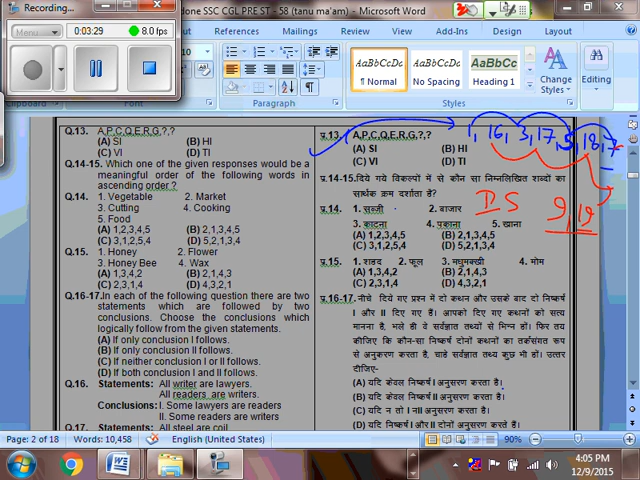 Recording...
done SSC CGL PRE ST - 58 (tanu ma'am) Microsoft Word
Menu
0:03:29
8.0 fps
References
Mailings
Review
View
Add-Ins
Design
Layout
AaBbCcDc
AaBbCcDc
AaBbCc
¶ Normal
No Spacing
Heading 1
Change Styles
Editing
Font
Paragraph
Styles
Q.13. A,P,C,Q,E,R,G,?,?
(A) SI (B) HI
(C) VI (D) TI
Q.14-15. Which one of the given responses would be a
meaningful order of the following words in
ascending order?
Q.14. 1. Vegetable 2. Market
3. Cutting 4. Cooking
5. Food
(A) 1,2,3,4,5 (B) 2,1,3,4,5
(C) 3,1,2,5,4 (D) 5,2,1,3,4
Q.15. 1. Honey 2. Flower
3. Honey Bee 4. Wax
(A) 1,3,4,2 (B) 2,1,4,3
(C) 2,3,1,4 (D) 4,3,2,1
Q.16-17.In each of the following question there are two
statements which are followed by two
conclusions. Choose the conclusions which
logically follow from the given statements.
(A) If only conclusion I follows.
(B) If only conclusion II follows.
(C) If neither conclusion I or II follows.
(D) If both conclusion I and II follows.
Q.16. Statements: All writer are lawyers.
All readers are writers.
Conclusions: I. Some lawyers are readers
II. Some readers are writers
Q.17. Statements: All steel are coil
प्र.13. A,P,C,Q,E,R,G,?,?
(A) SI (B) HI
(C) VI (D) TI
1, 16, 3, 17, 5, 18, 7
D S
9, 19
प्र.14-15. दिये गये विकल्पों में से कौन सा निम्नलिखित शब्दों का
सार्थक क्रम दर्शाता है?
प्र.14. 1. सब्जी 2. बाजार
3. काटना 4. पकाना 5. खाना
(A) 1,2,3,4,5 (B) 2,1,3,4,5
(C) 3,1,2,5,4 (D) 5,2,1,3,4
प्र.15. 1. शहद 2. फूल 3. मधुमक्खी 4. मोम
(A) 1,3,4,2 (B) 2,1,4,3
(C) 2,3,1,4 (D) 4,3,2,1
प्र.16-17. नीचे दिये गए प्रश्न में दो कथन और उसके बाद दो निष्कर्ष
I और II दिए गए हैं। आपको दिए गए कथनों को सत्य
मानना है, भले ही वे सर्वज्ञात तथ्यों से भिन्न हों। फिर तय
कीजिए कि कौन-सा निष्कर्ष दोनों कथनों का तर्कसंगत
रूप से अनुकरण करता है, चाहे सर्वज्ञात तथ्य कुछ भी हों। उत्तर
दीजिए-
(A) यदि केवल निष्कर्ष I अनुसरण करता है।
(B) यदि केवल निष्कर्ष II अनुसरण करता है।
(C) यदि न तो I न II अनुसरण करता है।
(D) यदि निष्कर्ष I और II दोनों अनुसरण करते हैं।
Page: 2 of 18
Words: 10,458
English (United States)
90%
4:05 PM
12/9/2015